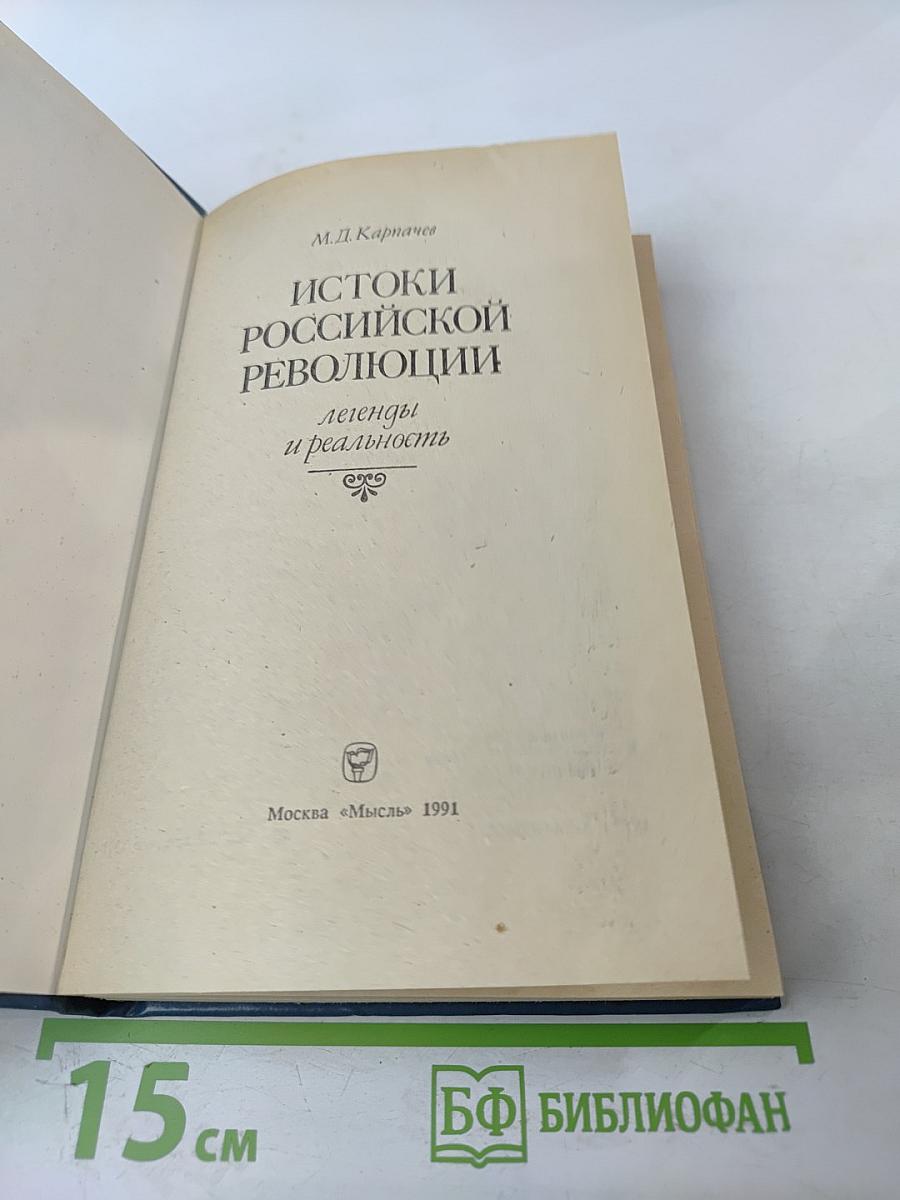 М.Д.Карпачев
ИСТОКИ
РОССИЙСКОЙ
РЕВОЛЮЦИИ
легенды
и реальность
Москва «Мысль» 1991
15 см
БФ БИБЛИОФАН